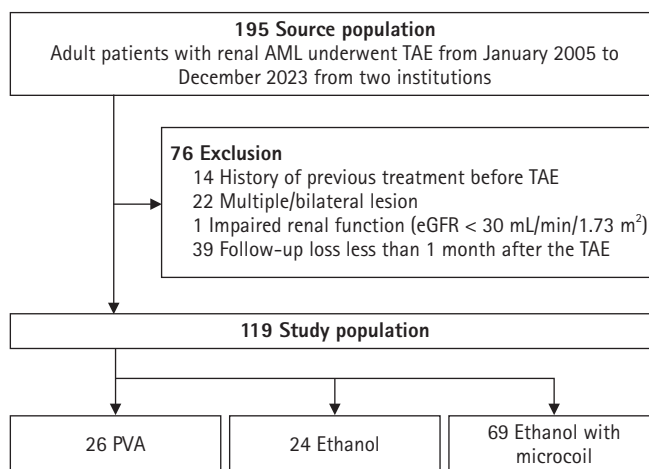 195 Source population
Adult patients with renal AML underwent TAE from January 2005 to
December 2023 from two institutions
76 Exclusion
14 History of previous treatment before TAE
22 Multiple/bilateral lesion
1 Impaired renal function (eGFR < 30 mL/min/1.73 m²)
39 Follow-up loss less than 1 month after the TAE
119 Study population
26 PVA
24 Ethanol
69 Ethanol with
microcoil